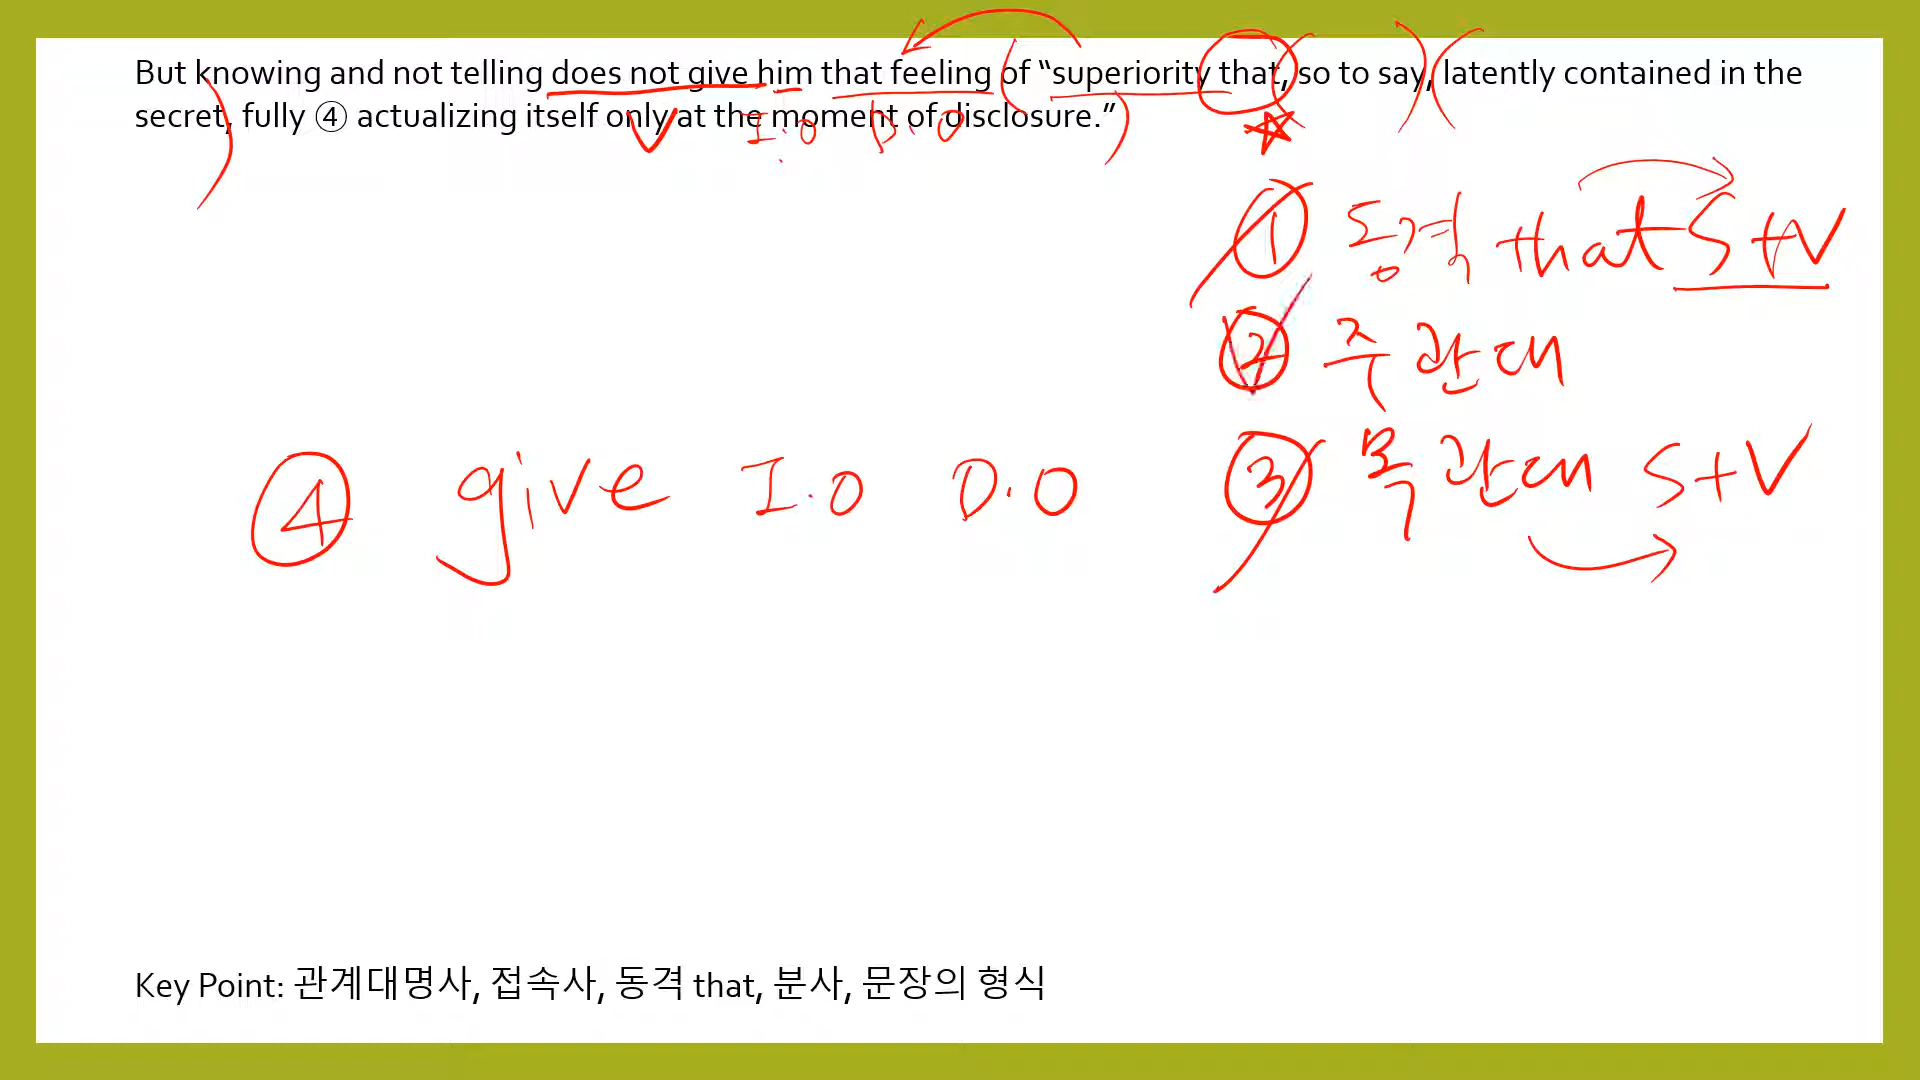 But knowing and not telling does not give him that feeling of “superiority that, so to say, latently contained in the
secret, fully ④ actualizing itself only at the moment of disclosure.”
V I.O D.O
① 동격 that S+V
② 주관대
③ 목관대 S+V
④ give I.O D.O
Key Point: 관계대명사, 접속사, 동격 that, 분사, 문장의 형식